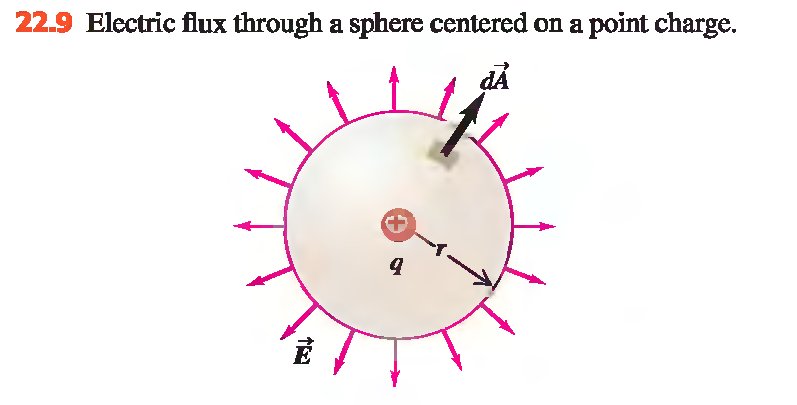 22.9 Electric flux through a sphere centered on a point charge.
dA⃗
+
r
q
E⃗